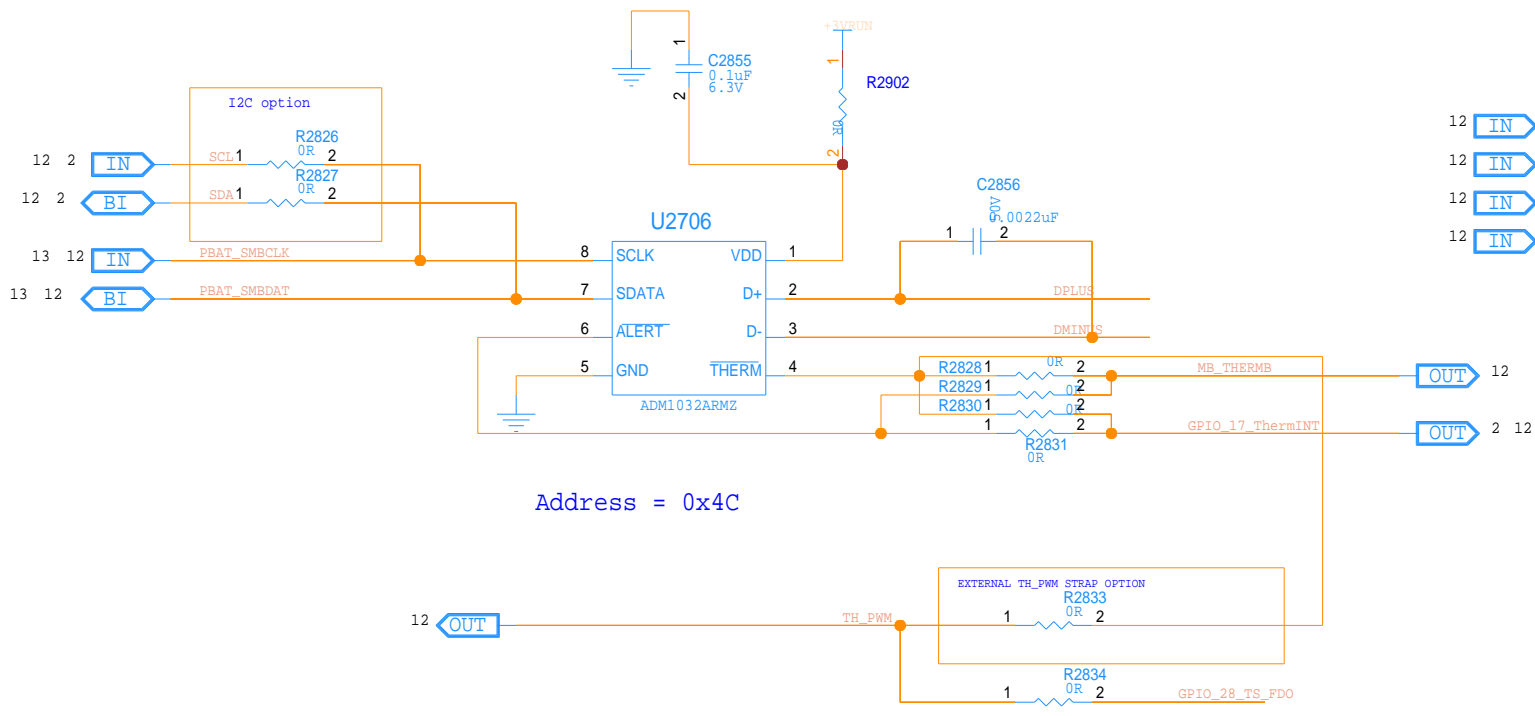 +3VRUN
1
C2855
0.1uF
6.3V
2
1
R2902
0R
2
I2C option
R2826
0R
12 2 IN SCL 1 2
R2827
0R
12 2 BI SDA 1 2
13 12 IN PBAT_SMBCLK
13 12 BI PBAT_SMBDAT
12 IN
12 IN
12 IN
12 IN
C2856
0.0022uF
1 2
U2706
8 SCLK VDD 1
7 SDATA D+ 2 DPLUS
6 ALERT D- 3 DMINUS
5 GND THERM 4
ADM1032ARMZ
R2828 1 0R 2 MB_THERMB OUT 12
R2829 1 0R 2
R2830 1 0R 2
1 2 GPIO_17_ThermINT OUT 2 12
R2831
0R
Address = 0x4C
EXTERNAL TH_PWM STRAP OPTION
R2833
0R
12 OUT TH_PWM 1 2
R2834
0R
1 2 GPIO_28_TS_FDO